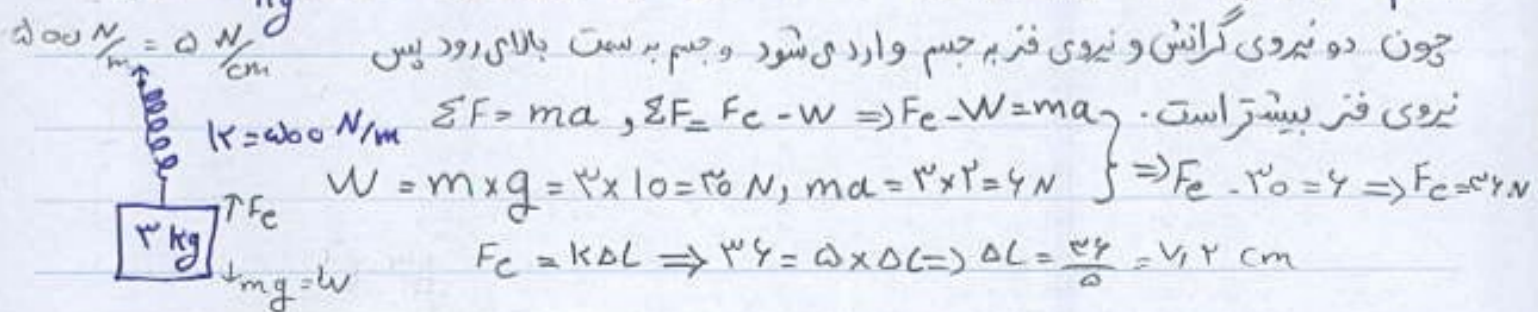 ۵۰۰ N/m = ۵ N/cm چون دو نیروی گرانش و نیروی فنر به جسم وارد می شود و جسم به سمت بالا می رود پس
نیروی فنر بیشتر است. ΣF = ma , ΣF = Fe - W ⇒ Fe - W = ma
K = ۵۰۰ N/m
W = m × g = ۳ × ۱۰ = ۳۰ N, ma = ۳ × ۲ = ۶ N } ⇒ Fe - ۳۰ = ۶ ⇒ Fe = ۳۶ N
↑Fe
۳ kg
↓mg = W
Fe = KΔL ⇒ ۳۶ = ۵ × ΔL ⇒ ΔL = ۳۶/۵ = ۷,۲ cm